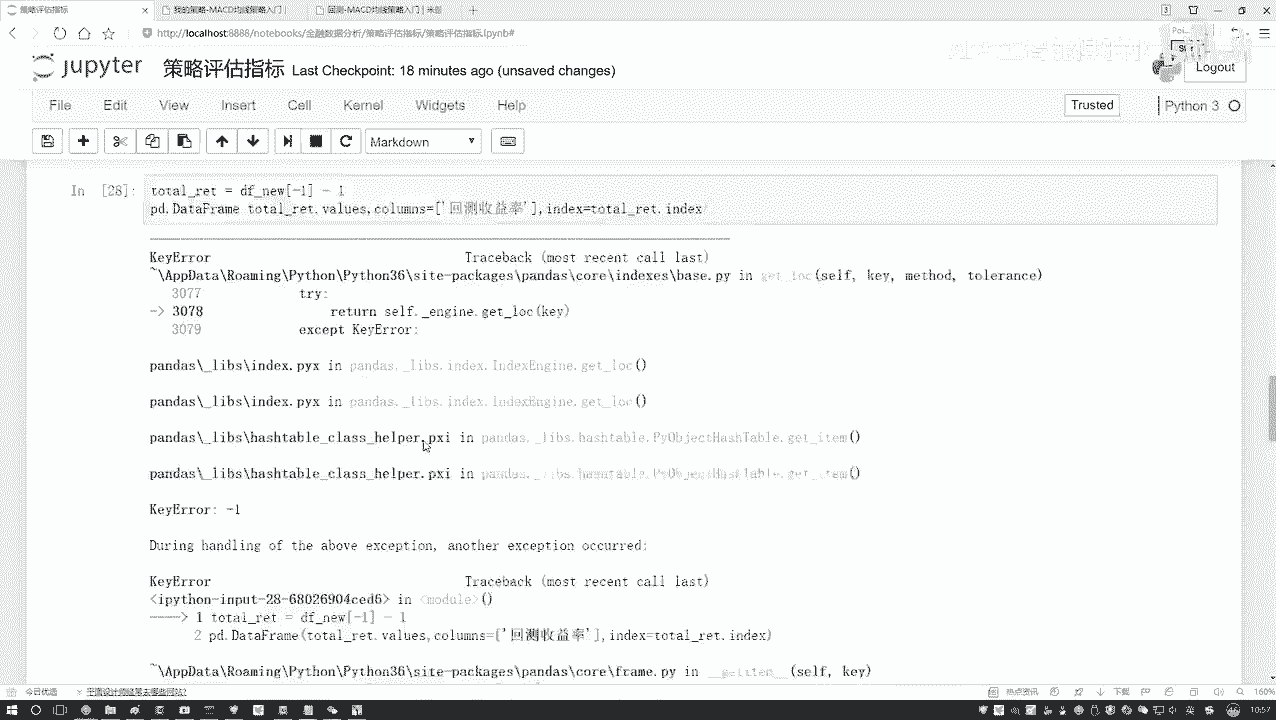 策略评估指标
我的策略-MACD均线策略入门
回测-MACD均线策略入门 | 米筐
http://localhost:8888/notebooks/金融数据分析/策略评估指标/策略评估指标.ipynb#
jupyter 策略评估指标 Last Checkpoint: 18 minutes ago (unsaved changes)
Logout
File Edit View Insert Cell Kernel Widgets Help
Trusted Python 3
Markdown
In [28]: total_ret = df_new[-1] - 1
pd.DataFrame total_ret.values,columns=['回测收益率'],index=total_ret.index
KeyError Traceback (most recent call last)
~\AppData\Roaming\Python\Python36\site-packages\pandas\core\indexes\base.py in get_loc(self, key, method, tolerance)
3077 try:
-> 3078 return self._engine.get_loc(key)
3079 except KeyError:
pandas\_libs\index.pyx in pandas._libs.index.IndexEngine.get_loc()
pandas\_libs\index.pyx in pandas._libs.index.IndexEngine.get_loc()
pandas\_libs\hashtable_class_helper.pxi in pandas._libs.hashtable.PyObjectHashTable.get_item()
pandas\_libs\hashtable_class_helper.pxi in pandas._libs.hashtable.PyObjectHashTable.get_item()
KeyError: -1
During handling of the above exception, another exception occurred:
KeyError Traceback (most recent call last)
<ipython-input-28-68026904ced6> in <module>()
----> 1 total_ret = df_new[-1] - 1
2 pd.DataFrame(total_ret.values,columns=['回测收益率'],index=total_ret.index)
~\AppData\Roaming\Python\Python36\site-packages\pandas\core\frame.py in __getitem__(self, key)
今日优选
热点资讯 下载 160%
10:57